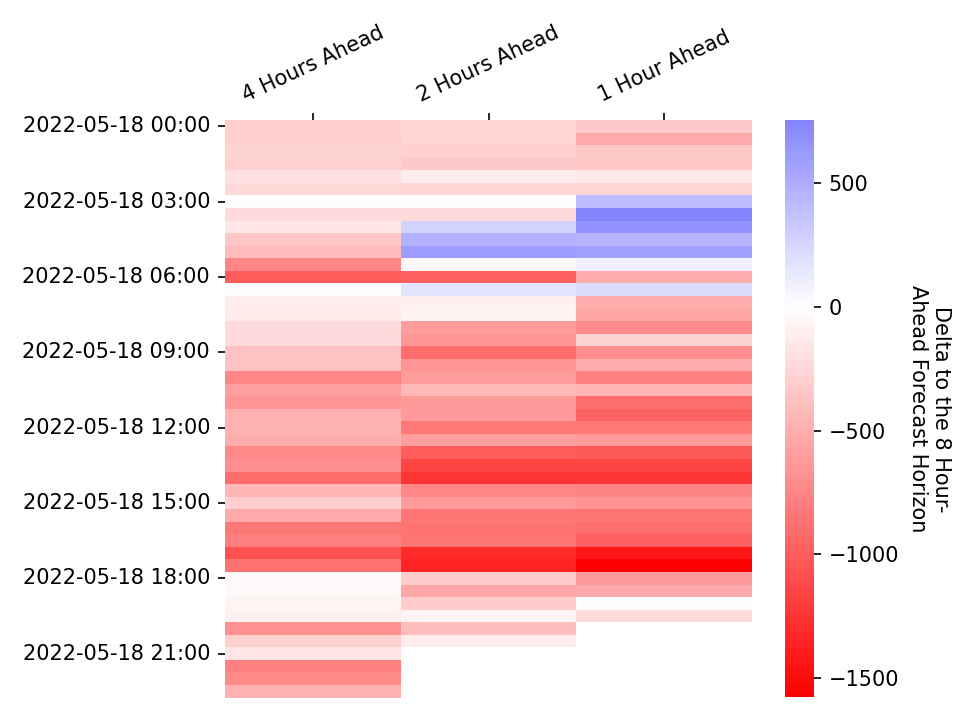 4 Hours Ahead
2 Hours Ahead
1 Hour Ahead
2022-05-18 00:00
2022-05-18 03:00
2022-05-18 06:00
2022-05-18 09:00
2022-05-18 12:00
2022-05-18 15:00
2022-05-18 18:00
2022-05-18 21:00
500
0
−500
−1000
−1500
Delta to the 8 Hour-
Ahead Forecast Horizon